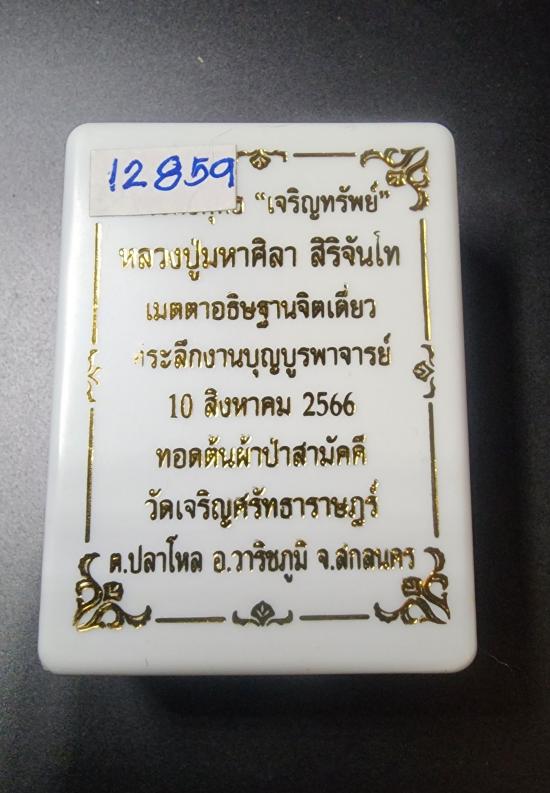 12859
“เจริญทรัพย์”
หลวงปู่มหาศิลา สิริจันโท
เมตตาอธิษฐานจิตเดี่ยว
ระลึกงานบุญบูรพาจารย์
10 สิงหาคม 2566
ทอดต้นผ้าป่าสามัคคี
วัดเจริญศรัทธาราษฎร์
ต.ปลาโหล อ.วาริชภูมิ จ.สกลนคร